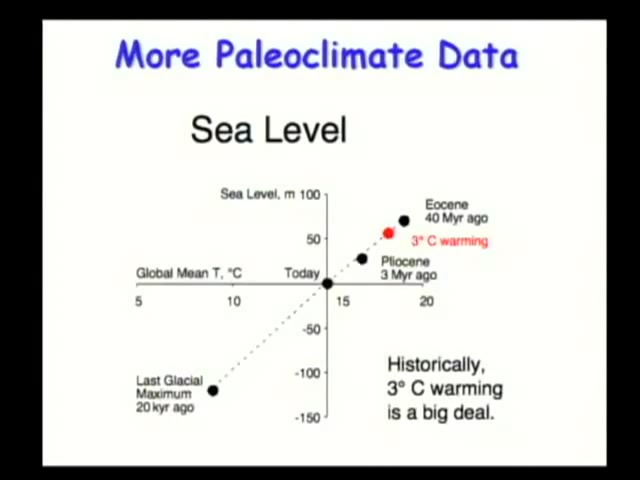 More Paleoclimate Data
Sea Level
Sea Level, m 100
Eocene
40 Myr ago
3° C warming
50
Pliocene
3 Myr ago
Global Mean T, °C
Today
5
10
15
20
-50
-100
-150
Last Glacial
Maximum
20 kyr ago
Historically,
3° C warming
is a big deal.